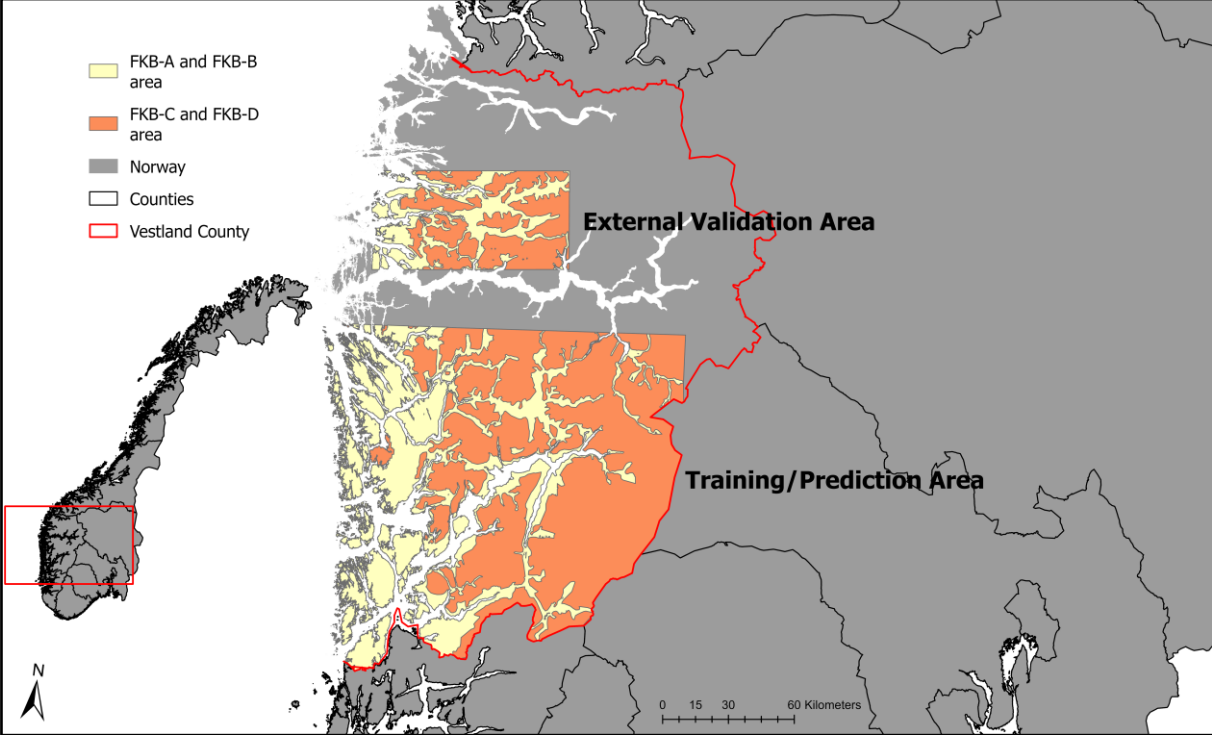 FKB-A and FKB-B
area
FKB-C and FKB-D
area
Norway
Counties
Vestland County
External Validation Area
Training/Prediction Area
N
0 15 30 60 Kilometers